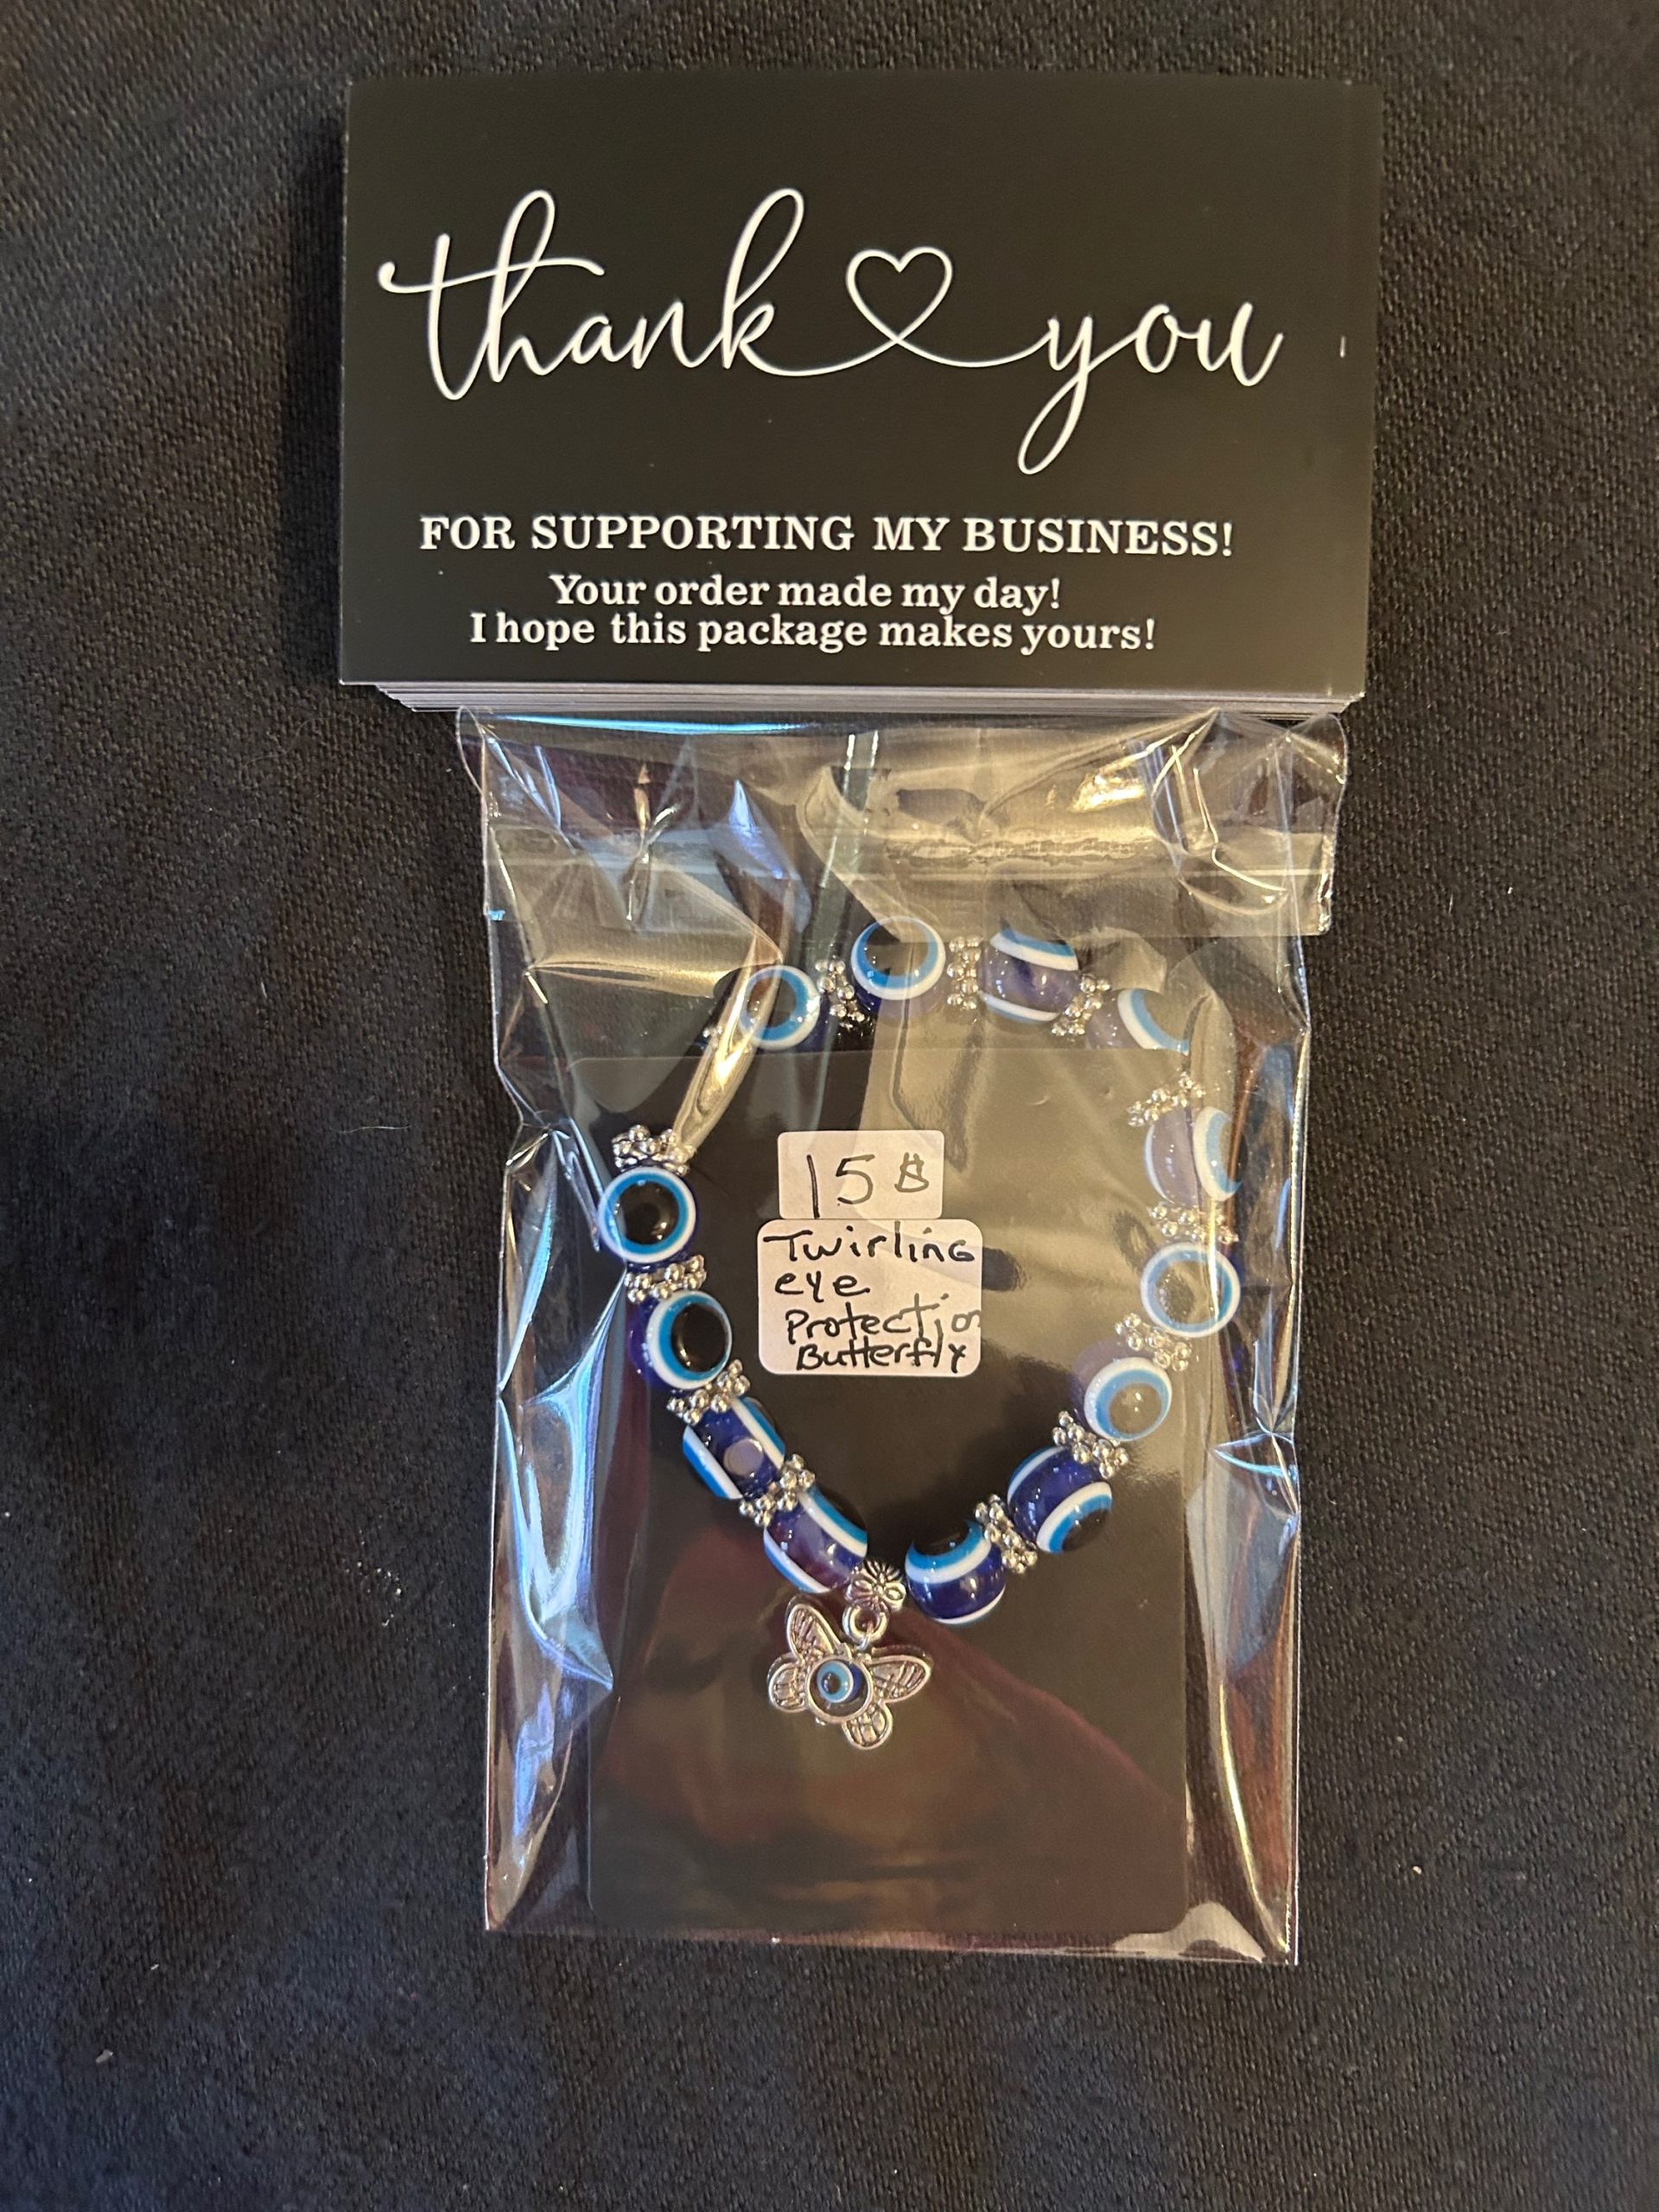 thank you
FOR SUPPORTING MY BUSINESS!
Your order made my day!
I hope this package makes yours!
15$
Twirling
eye
Protection
Butterfly